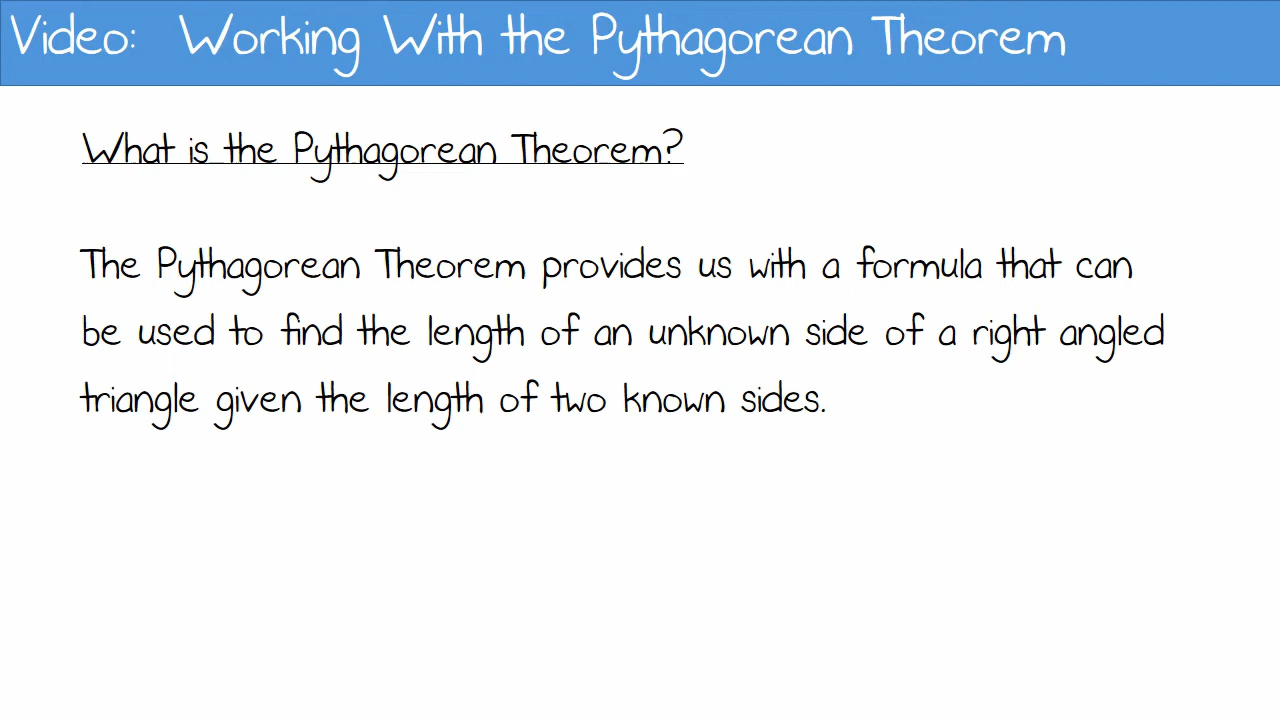 Video: Working With the Pythagorean Theorem
What is the Pythagorean Theorem?
The Pythagorean Theorem provides us with a formula that can
be used to find the length of an unknown side of a right angled
triangle given the length of two known sides.